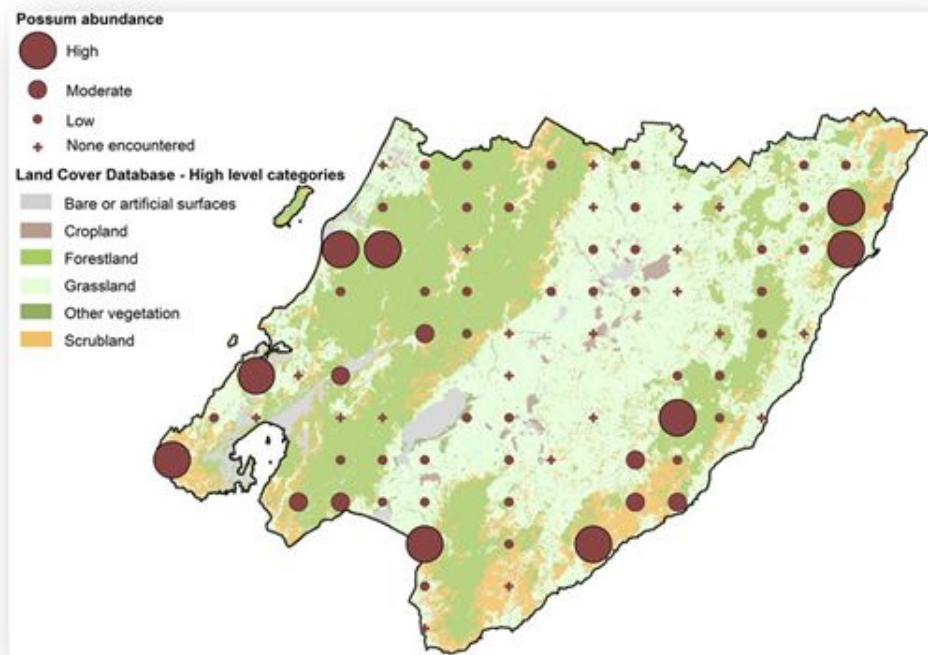 Possum abundance
High
Moderate
Low
None encountered
Land Cover Database - High level categories
Bare or artificial surfaces
Cropland
Forestland
Grassland
Other vegetation
Scrubland